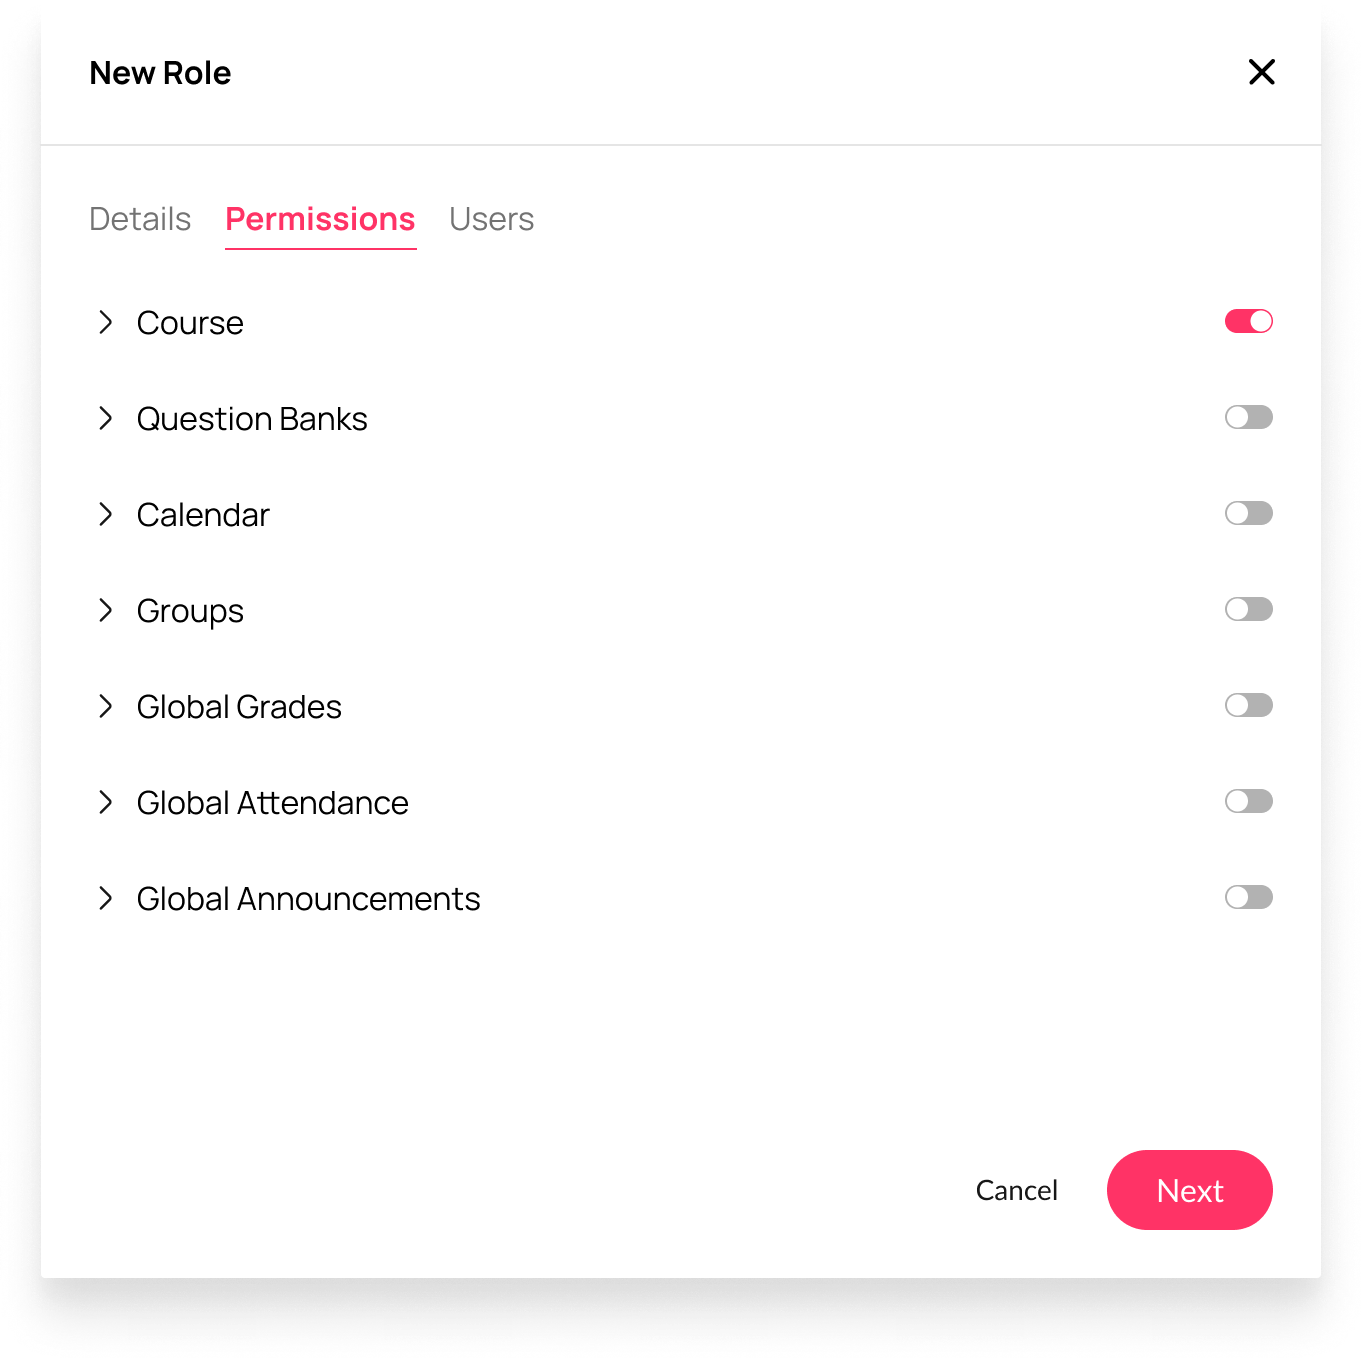 New Role
Details Permissions Users
Course
Question Banks
Calendar
Groups
Global Grades
Global Attendance
Global Announcements
Cancel Next